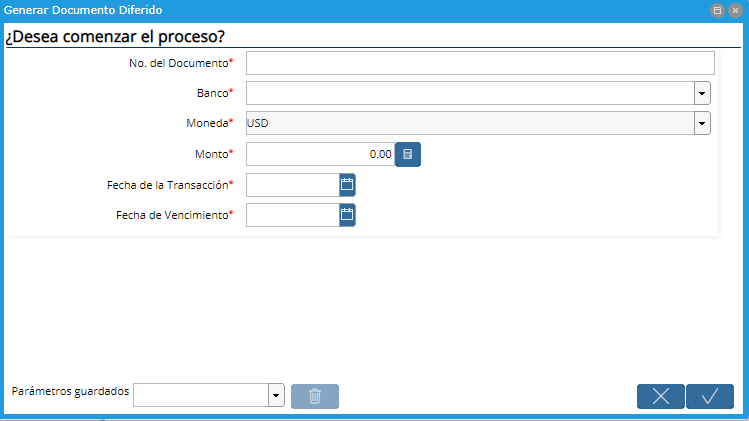 Generar Documento Diferido
¿Desea comenzar el proceso?
No. del Documento*
Banco*
Moneda* USD
Monto* 0.00
Fecha de la Transacción*
Fecha de Vencimiento*
Parámetros guardados